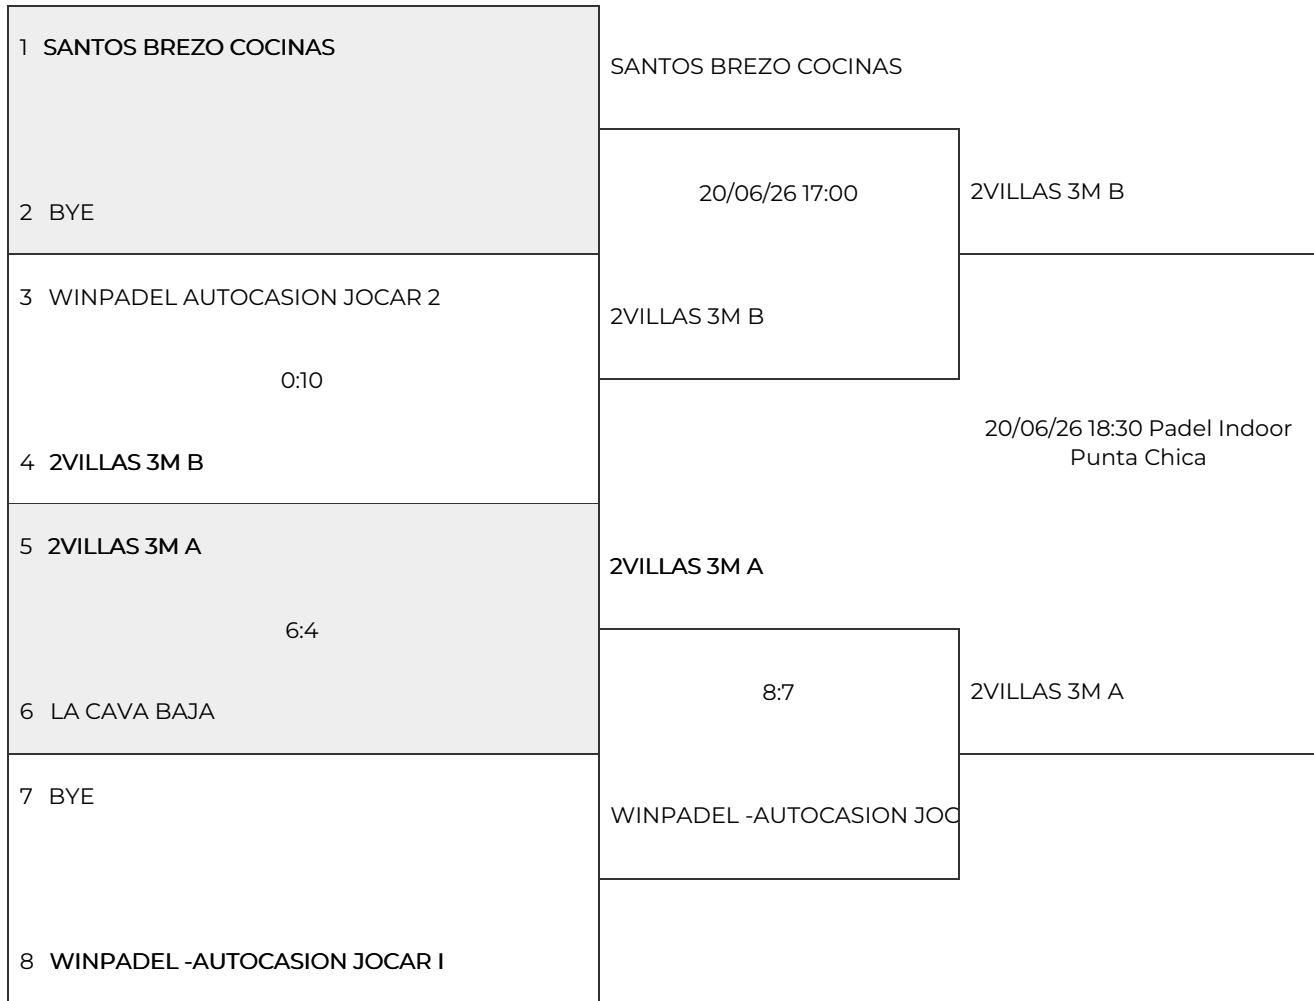 1 SANTOS BREZO COCINAS
2 BYE
3 WINPADEL AUTOCASION JOCAR 2
0:10
4 2VILLAS 3M B
5 2VILLAS 3M A
6:4
6 LA CAVA BAJA
7 BYE
8 WINPADEL -AUTOCASION JOCAR I
SANTOS BREZO COCINAS
20/06/26 17:00
2VILLAS 3M B
2VILLAS 3M A
8:7
WINPADEL -AUTOCASION JOC
2VILLAS 3M B
20/06/26 18:30 Padel Indoor
Punta Chica
2VILLAS 3M A